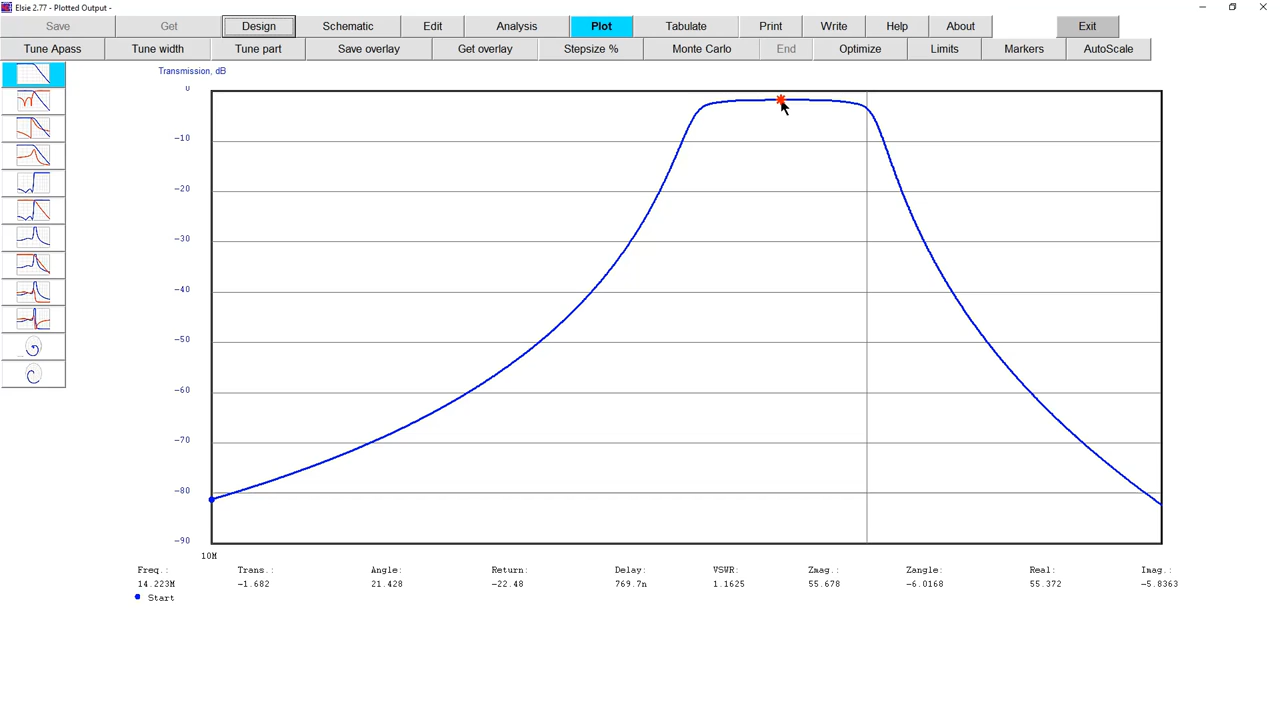 Elsie 2.77 - Plotted Output -
Save Get Design Schematic Edit Analysis Plot Tabulate Print Write Help About Exit
Tune Apass Tune width Tune part Save overlay Get overlay Stepsize % Monte Carlo End Optimize Limits Markers AutoScale
Transmission, dB
0
-10
-20
-30
-40
-50
-60
-70
-80
-90
10M
Freq.: Trans.: Angle: Return: Delay: VSWR: Zmag.: Zangle: Real: Imag.:
14.223M -1.682 21.428 -22.48 769.7n 1.1625 55.678 -6.0168 55.372 -5.8363
Start